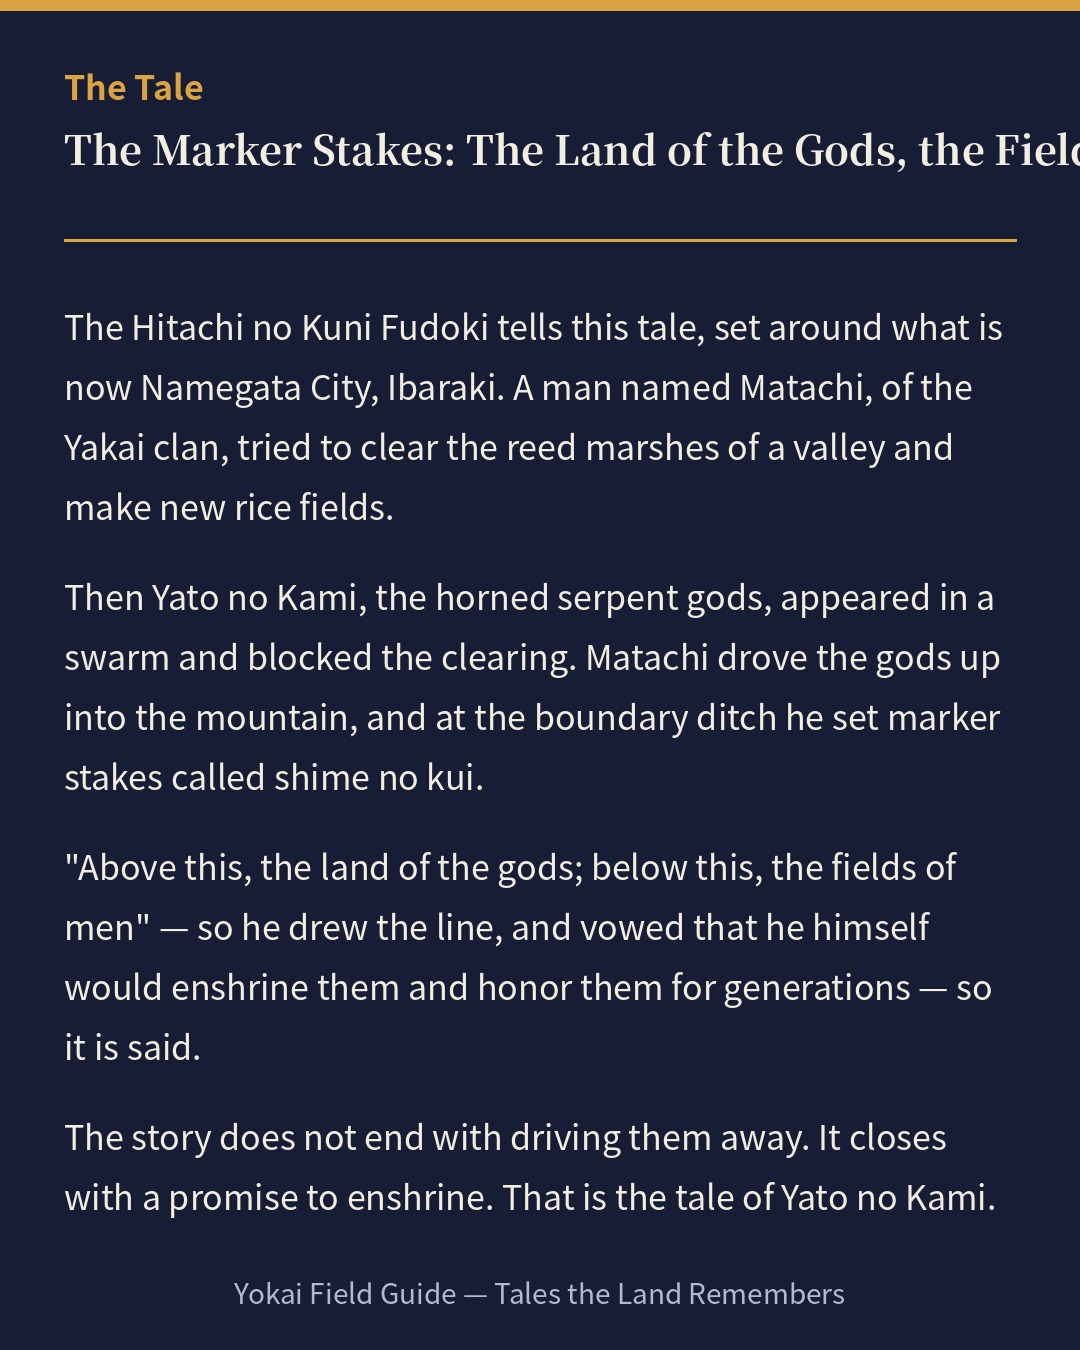 The Tale
The Marker Stakes: The Land of the Gods, the
The Hitachi no Kuni Fudoki tells this tale, set around what is
now Namegata City, Ibaraki. A man named Matachi, of the
Yakai clan, tried to clear the reed marshes of a valley and
make new rice fields.
Then Yato no Kami, the horned serpent gods, appeared in a
swarm and blocked the clearing. Matachi drove the gods up
into the mountain, and at the boundary ditch he set marker
stakes called shime no kui.
"Above this, the land of the gods; below this, the fields of
men" — so he drew the line, and vowed that he himself
would enshrine them and honor them for generations — so
it is said.
The story does not end with driving them away. It closes
with a promise to enshrine. That is the tale of Yato no Kami.
Yokai Field Guide — Tales the Land Remembers